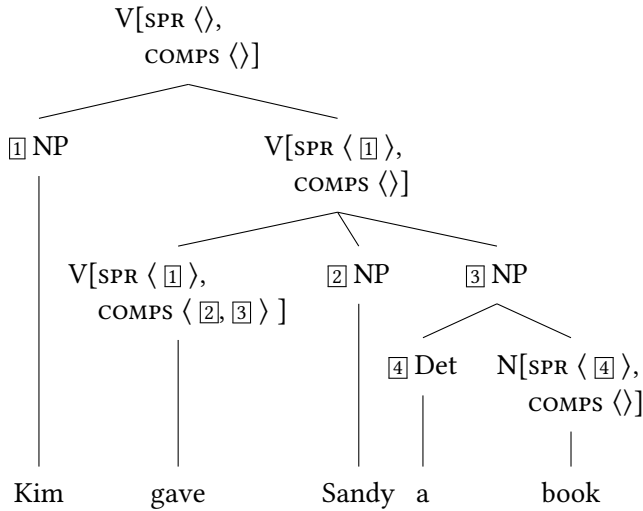 V[SPR ⟨⟩,
COMPS ⟨⟩]
1 NP V[SPR ⟨ 1 ⟩,
COMPS ⟨⟩]
V[SPR ⟨ 1 ⟩, 2 NP 3 NP
COMPS ⟨ 2, 3 ⟩ ]
4 Det N[SPR ⟨ 4 ⟩,
COMPS ⟨⟩]
Kim gave Sandy a book